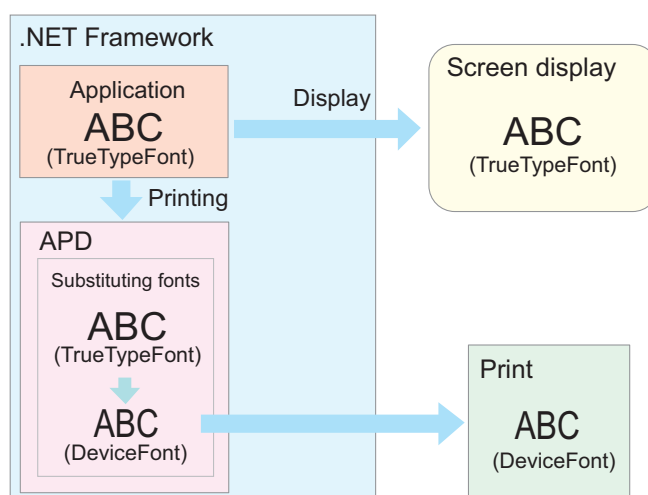 .NET Framework
Application
ABC
(TrueTypeFont)
Display
Screen display
ABC
(TrueTypeFont)
Printing
APD
Substituting fonts
ABC
(TrueTypeFont)
ABC
(DeviceFont)
Print
ABC
(DeviceFont)